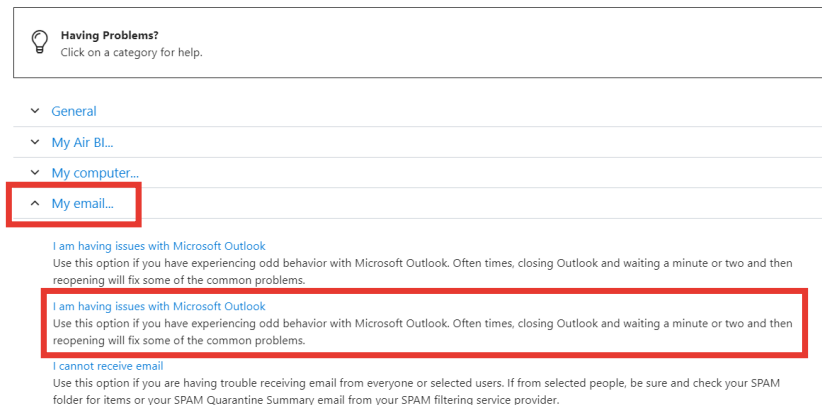 Having Problems?
Click on a category for help.
General
My Air BI...
My computer...
My email...
I am having issues with Microsoft Outlook
Use this option if you have experiencing odd behavior with Microsoft Outlook. Often times, closing Outlook and waiting a minute or two and then
reopening will fix some of the common problems.
I am having issues with Microsoft Outlook
Use this option if you have experiencing odd behavior with Microsoft Outlook. Often times, closing Outlook and waiting a minute or two and then
reopening will fix some of the common problems.
I cannot receive email
Use this option if you are having trouble receiving email from everyone or selected users. If from selected people, be sure and check your SPAM
folder for items or your SPAM Quarantine Summary email from your SPAM filtering service provider.